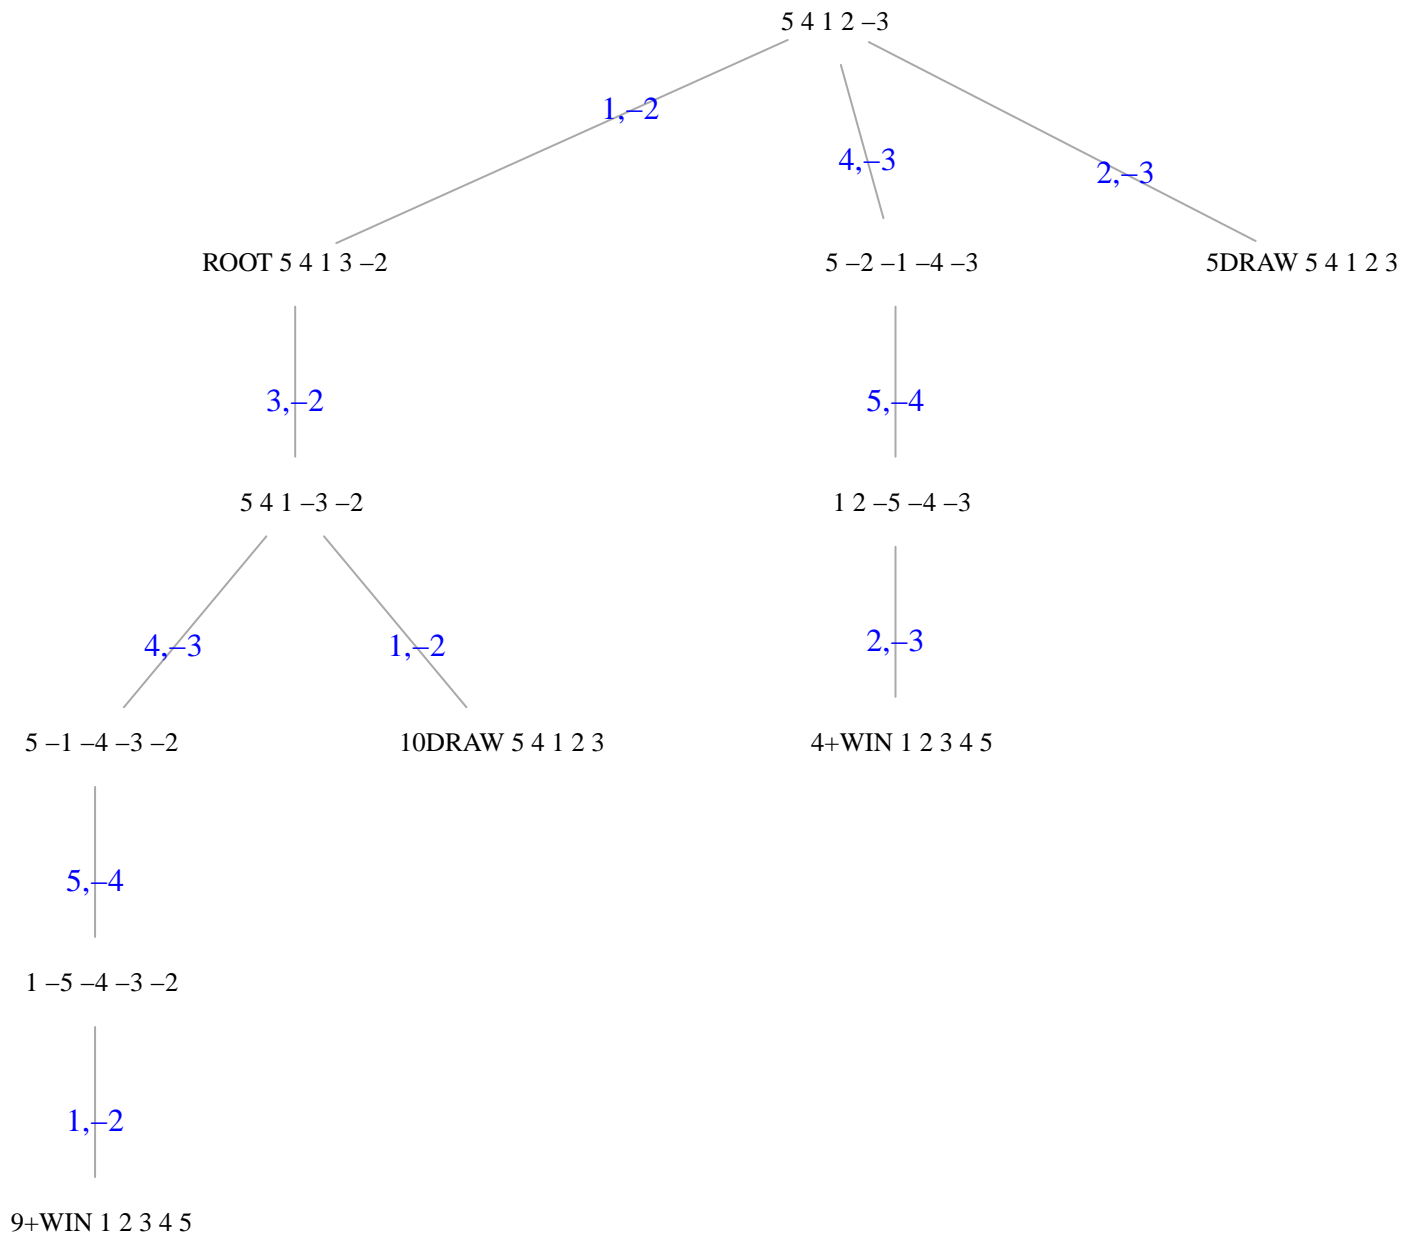 5 4 1 2 –3
1,–2
4,–3
2,–3
ROOT 5 4 1 3 –2
5 –2 –1 –4 –3
5DRAW 5 4 1 2 3
3,–2
5,–4
5 4 1 –3 –2
1 2 –5 –4 –3
4,–3
1,–2
2,–3
5 –1 –4 –3 –2
10DRAW 5 4 1 2 3
4+WIN 1 2 3 4 5
5,–4
1 –5 –4 –3 –2
1,–2
9+WIN 1 2 3 4 5